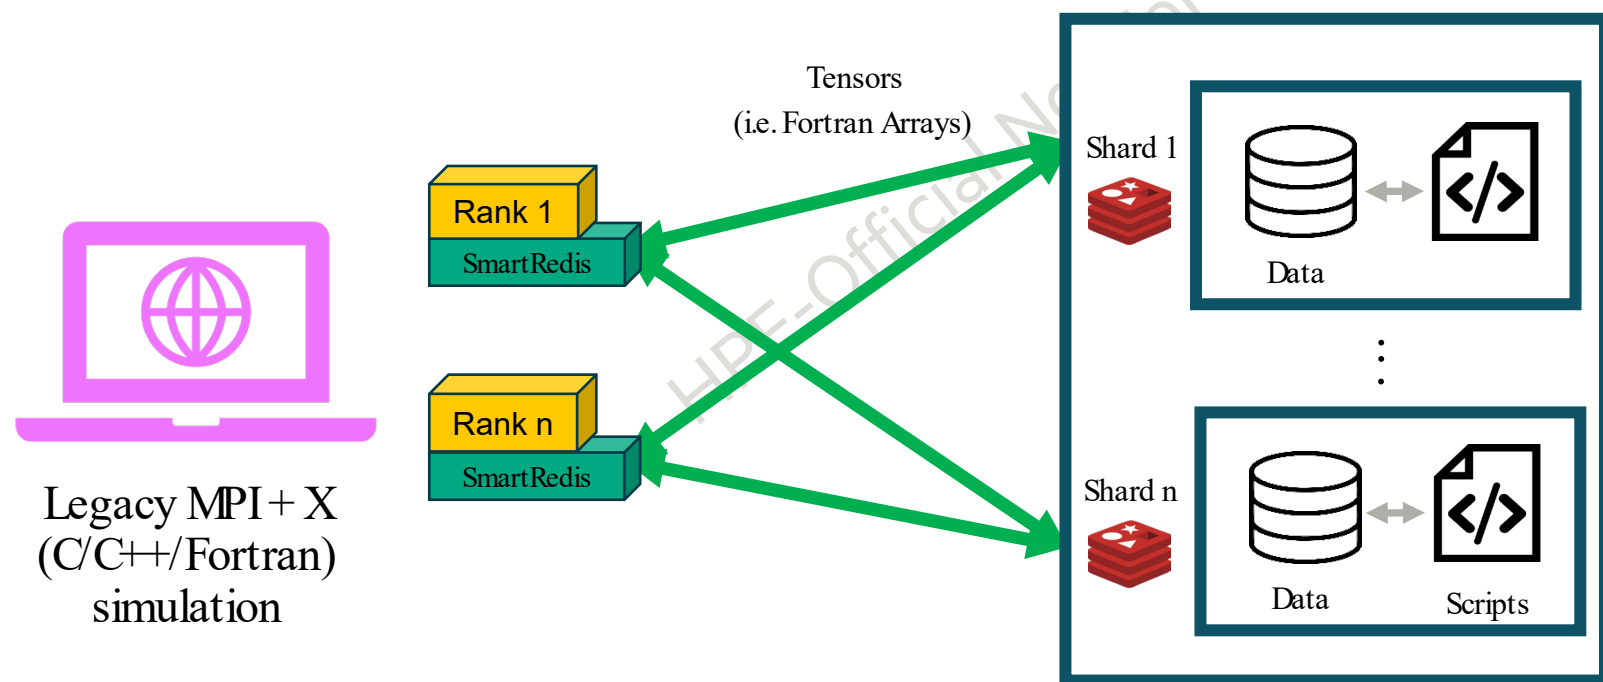 Tensors
(i.e. Fortran Arrays)
Rank 1
SmartRedis
Rank n
SmartRedis
Legacy MPI + X
(C/C++/Fortran)
simulation
Shard 1
Data
Shard n
Data
Scripts
HPE-Official